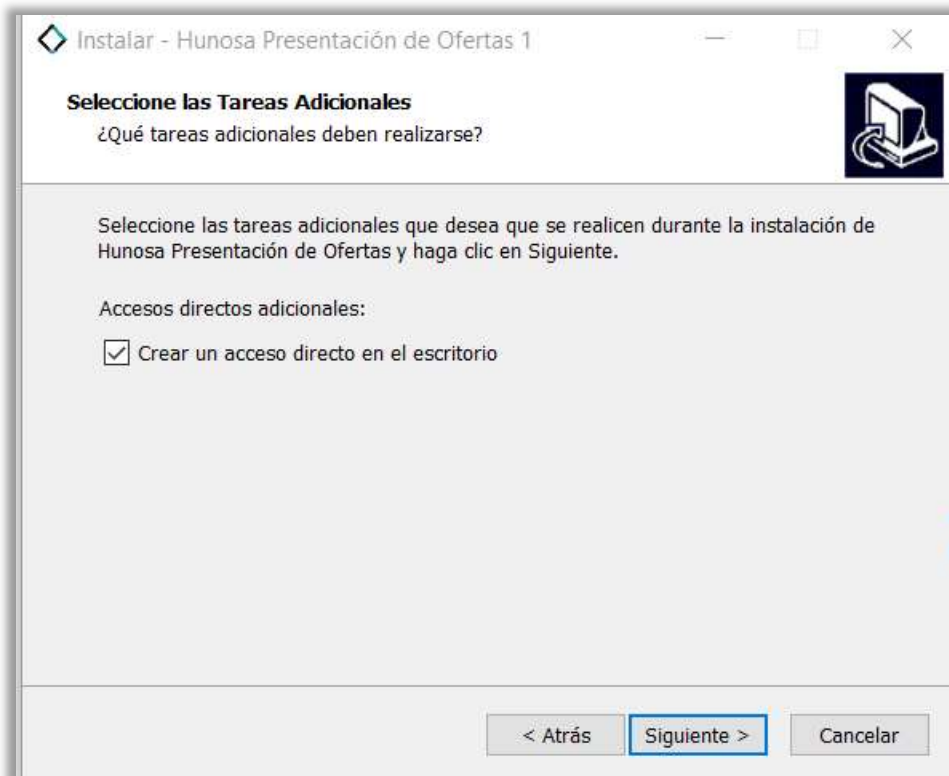 Instalar - Hunosa Presentación de Ofertas 1
Seleccione las Tareas Adicionales
¿Qué tareas adicionales deben realizarse?
Seleccione las tareas adicionales que desea que se realicen durante la instalación de
Hunosa Presentación de Ofertas y haga clic en Siguiente.
Accesos directos adicionales:
Crear un acceso directo en el escritorio
< Atrás Siguiente > Cancelar